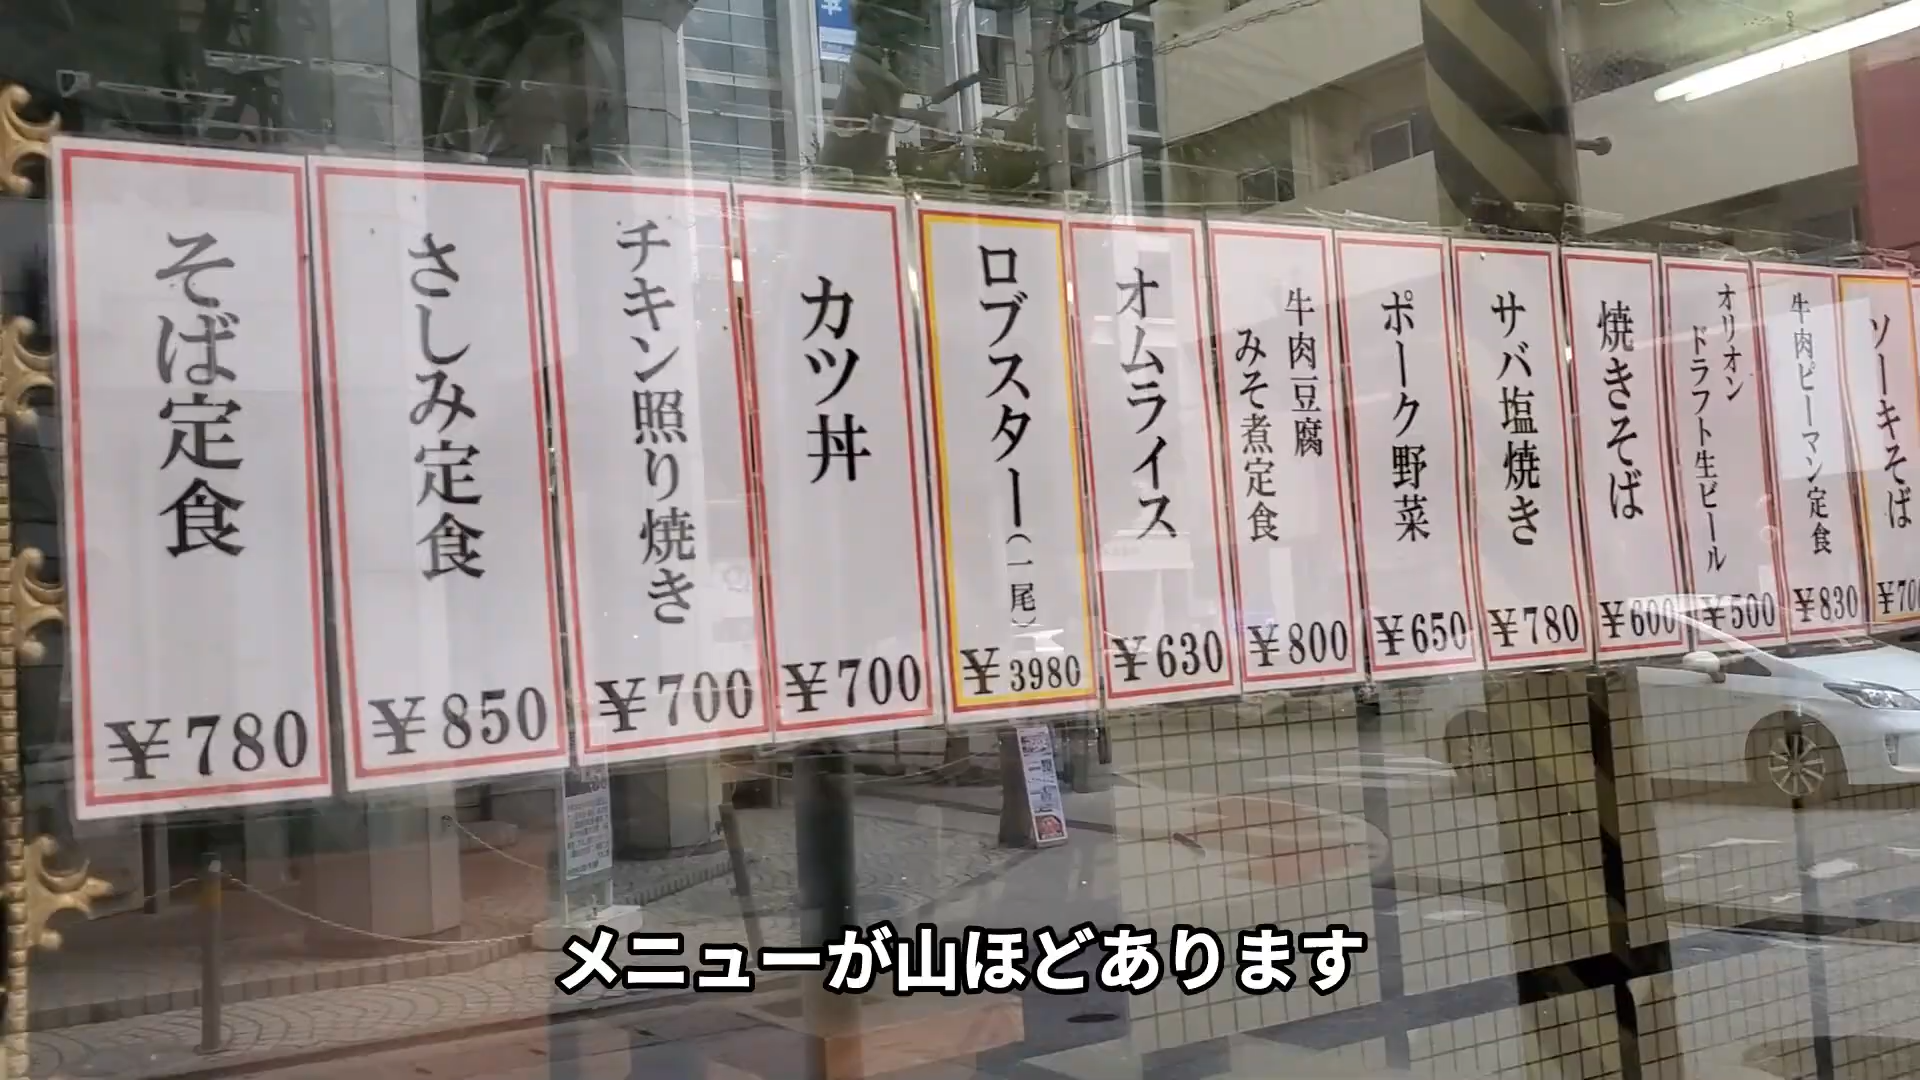 そば定食
¥780
さしみ定食
¥850
チキン照り焼き
¥700
カツ丼
¥700
ロブスター（一尾）
¥3980
オムライス
¥630
牛肉豆腐
みそ煮定食
¥800
ポーク野菜
¥650
サバ塩焼き
¥780
焼きそば
¥600
オリオン
ドラフト生ビール
¥500
牛肉ピーマン定食
¥830
ソーキそば
¥700
メニューが山ほどあります